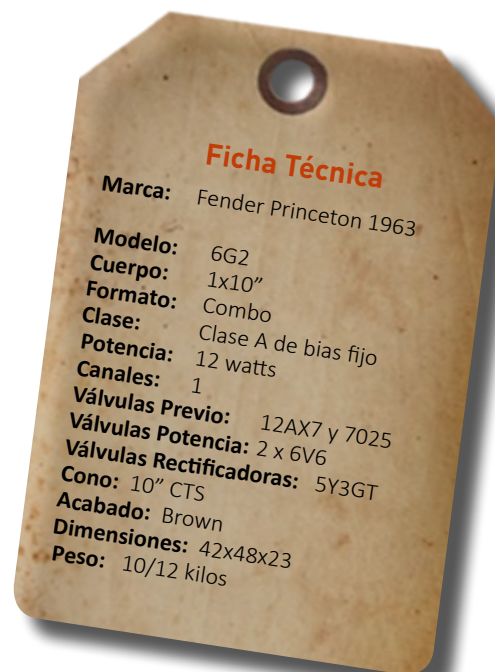 Ficha Técnica
Marca: Fender Princeton 1963
Modelo: 6G2
Cuerpo: 1x10”
Formato: Combo
Clase: Clase A de bias fijo
Potencia: 12 watts
Canales: 1
Válvulas Previo: 12AX7 y 7025
Válvulas Potencia: 2 x 6V6
Válvulas Rectificadoras: 5Y3GT
Cono: 10” CTS
Acabado: Brown
Dimensiones: 42x48x23
Peso: 10/12 kilos